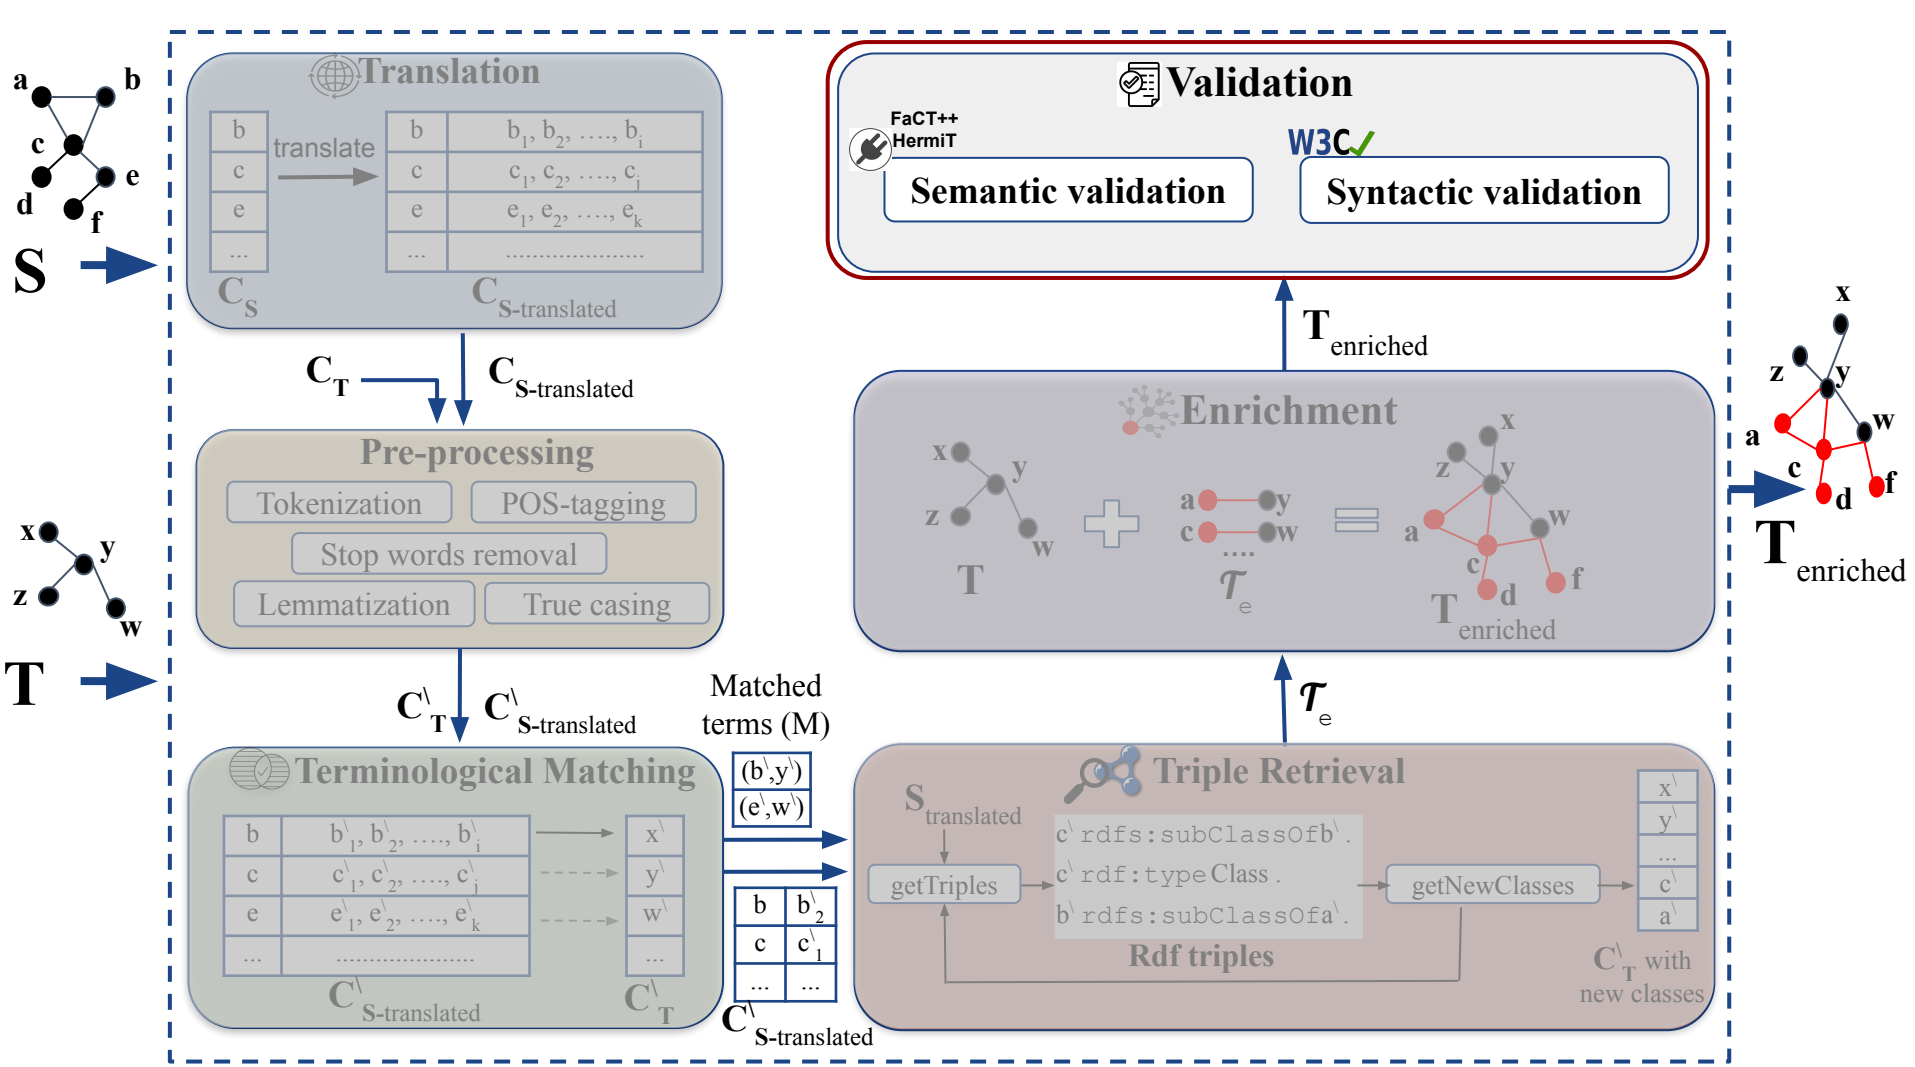 a b
c
d e
f
S
x
y
z
w
T
Translation
b
c
e
...
translate
b b1, b2, …., bi
c c1, c2, …., cj
e e1, e2, …., ek
... ......................
CS
CS-translated
CT
CS-translated
Pre-processing
Tokenization
POS-tagging
Stop words removal
Lemmatization
True casing
C\T
C\S-translated
Terminological Matching
b b\1, b\2, …., b\i
c c\1, c\2, …., c\j
e e\1, e\2, …., e\k
... ......................
x\
y\
w\
...
C\S-translated
C\T
Matched
terms (M)
(b\,y\)
(e\,w\)
b b\2
c c\1
... ...
C\S-translated
Triple Retrieval
Stranslated
getTriples
c\ rdfs:subClassOf b\.
c\ rdf:type Class .
b\ rdfs:subClassOf a\.
Rdf triples
getNewClasses
x\
y\
...
c\
a\
C\T with
new classes
𝒯e
Enrichment
x
y
z
w
T
a y
c w
....
𝒯e
x
z
y
a
w
c
d
f
Tenriched
Tenriched
Validation
FaCT++
HermiT
Semantic validation
W3C
Syntactic validation
x
z y
a w
c
d f
Tenriched